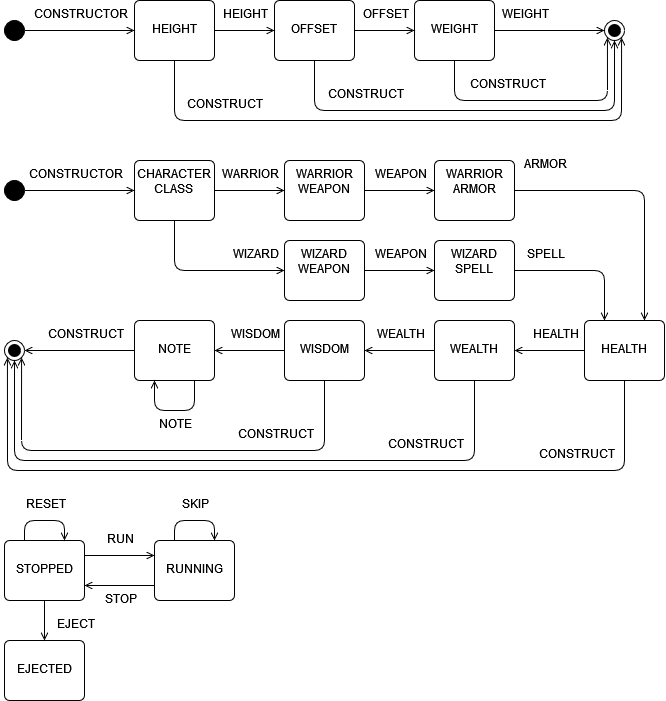 CONSTRUCTOR
HEIGHT
HEIGHT
OFFSET
OFFSET
WEIGHT
WEIGHT
CONSTRUCT
CONSTRUCT
CONSTRUCT
CONSTRUCTOR
CHARACTER
CLASS
WARRIOR
WARRIOR
WEAPON
WEAPON
WARRIOR
ARMOR
ARMOR
WIZARD
WIZARD
WEAPON
WEAPON
WIZARD
SPELL
SPELL
CONSTRUCT
NOTE
WISDOM
WISDOM
WEALTH
WEALTH
HEALTH
HEALTH
NOTE
CONSTRUCT
CONSTRUCT
CONSTRUCT
RESET
SKIP
STOPPED
RUN
RUNNING
STOP
EJECT
EJECTED